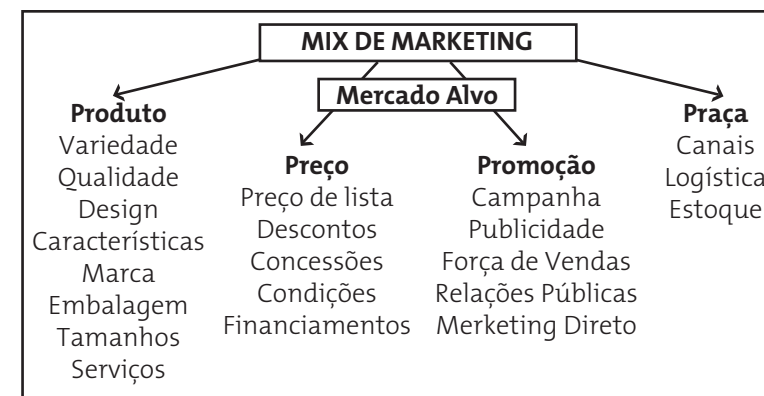 MIX DE MARKETING
Mercado Alvo
Produto
Variedade
Qualidade
Design
Características
Marca
Embalagem
Tamanhos
Serviços
Preço
Preço de lista
Descontos
Concessões
Condições
Financiamentos
Promoção
Campanha
Publicidade
Força de Vendas
Relações Públicas
Merketing Direto
Praça
Canais
Logística
Estoque